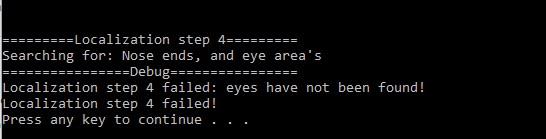 =========Localization step 4=========
Searching for: Nose ends, and eye area's
================Debug================
Localization step 4 failed: eyes have not been found!
Localization step 4 failed!
Press any key to continue . . .